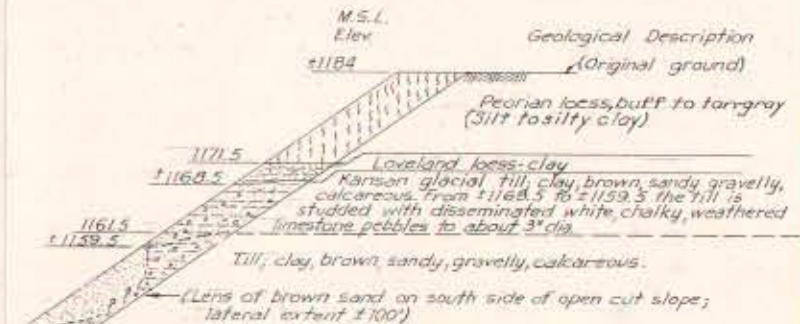 M.S.L.
Elev.
Geological Description
±1184
(Original ground)
Peorian loess, buff to tan-gray
(Silt to silty clay)
1171.5
Loveland loess-clay
±1168.5
Kansan glacial till; clay, brown, sandy gravelly,
calcareous. From ±1168.5 to ±1159.5 the till is
studded with disseminated white, chalky, weathered
1161.5
limestone pebbles to about 3" dia.
±1159.5
Till; clay, brown sandy, gravelly, calcareous.
(Lens of brown sand on south side of open cut slope;
lateral extent ±100')